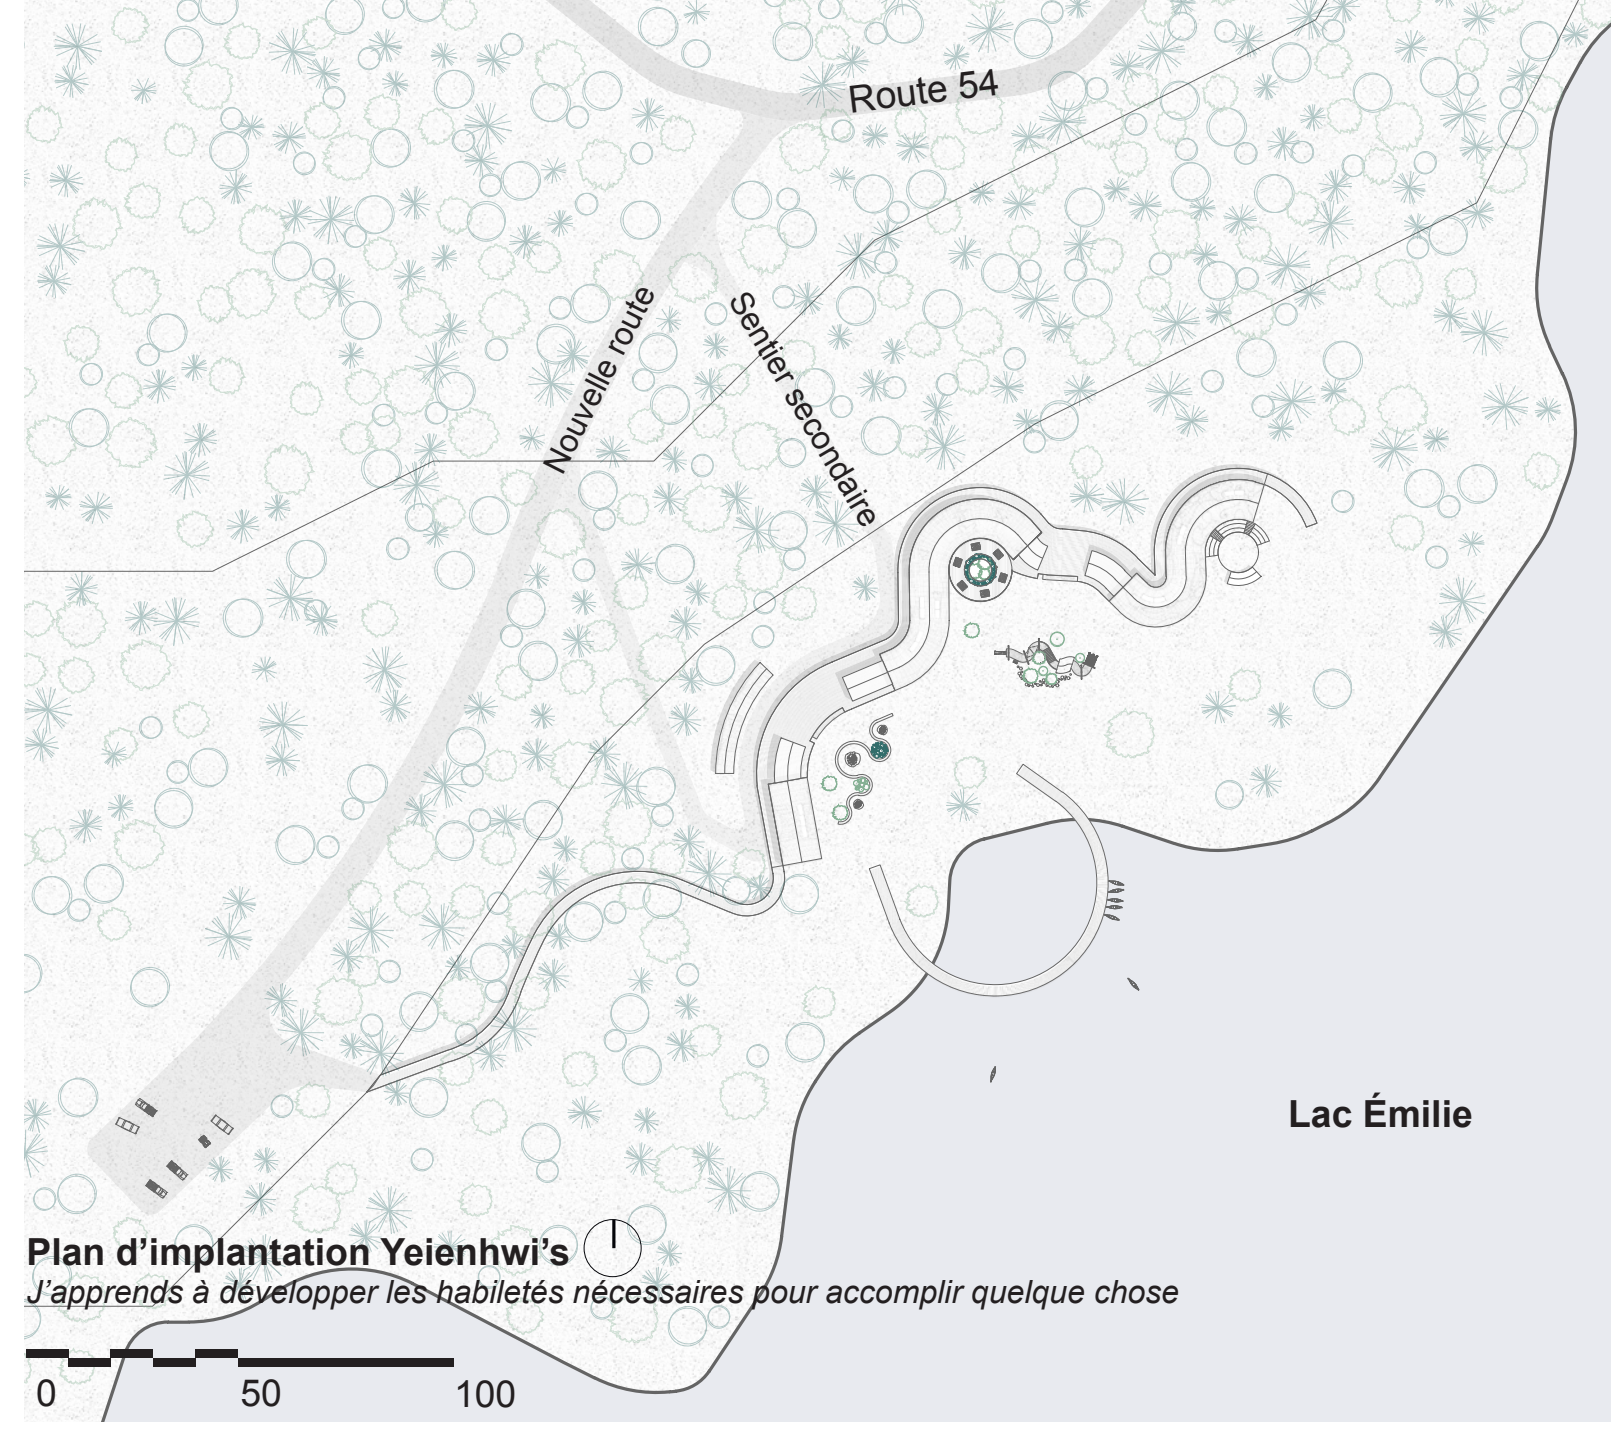 Route 54
Nouvelle route
Sentier secondaire
Lac Émilie
Plan d’implantation Yeienhwi’s
J’apprends à développer les habiletés nécessaires pour accomplir quelque chose
0 50 100